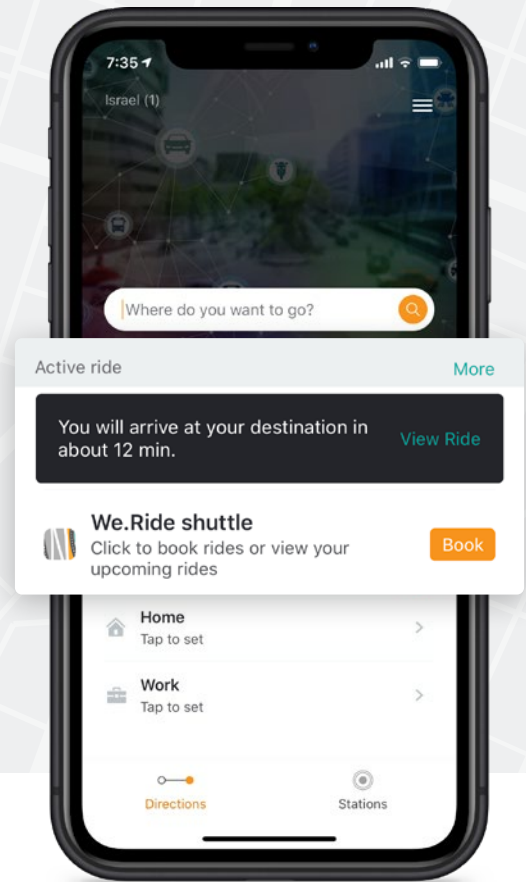 7:35
Israel (1)
Where do you want to go?
Active ride
More
You will arrive at your destination in
about 12 min.
View Ride
We.Ride shuttle
Click to book rides or view your
upcoming rides
Book
Home
Tap to set
Work
Tap to set
Directions
Stations